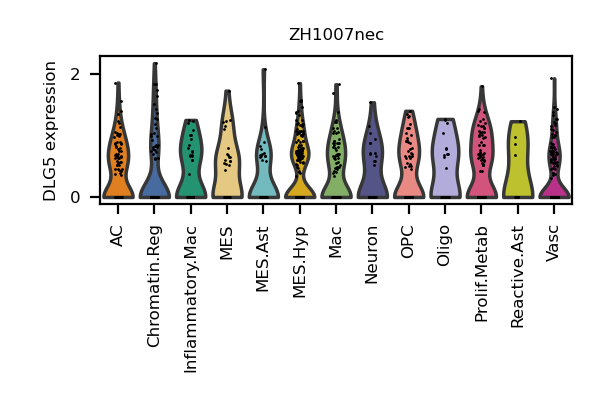 ZH1007nec
DLG5 expression
2
0
AC
Chromatin.Reg
Inflammatory.Mac
MES
MES.Ast
MES.Hyp
Mac
Neuron
OPC
Oligo
Prolif.Metab
Reactive.Ast
Vasc